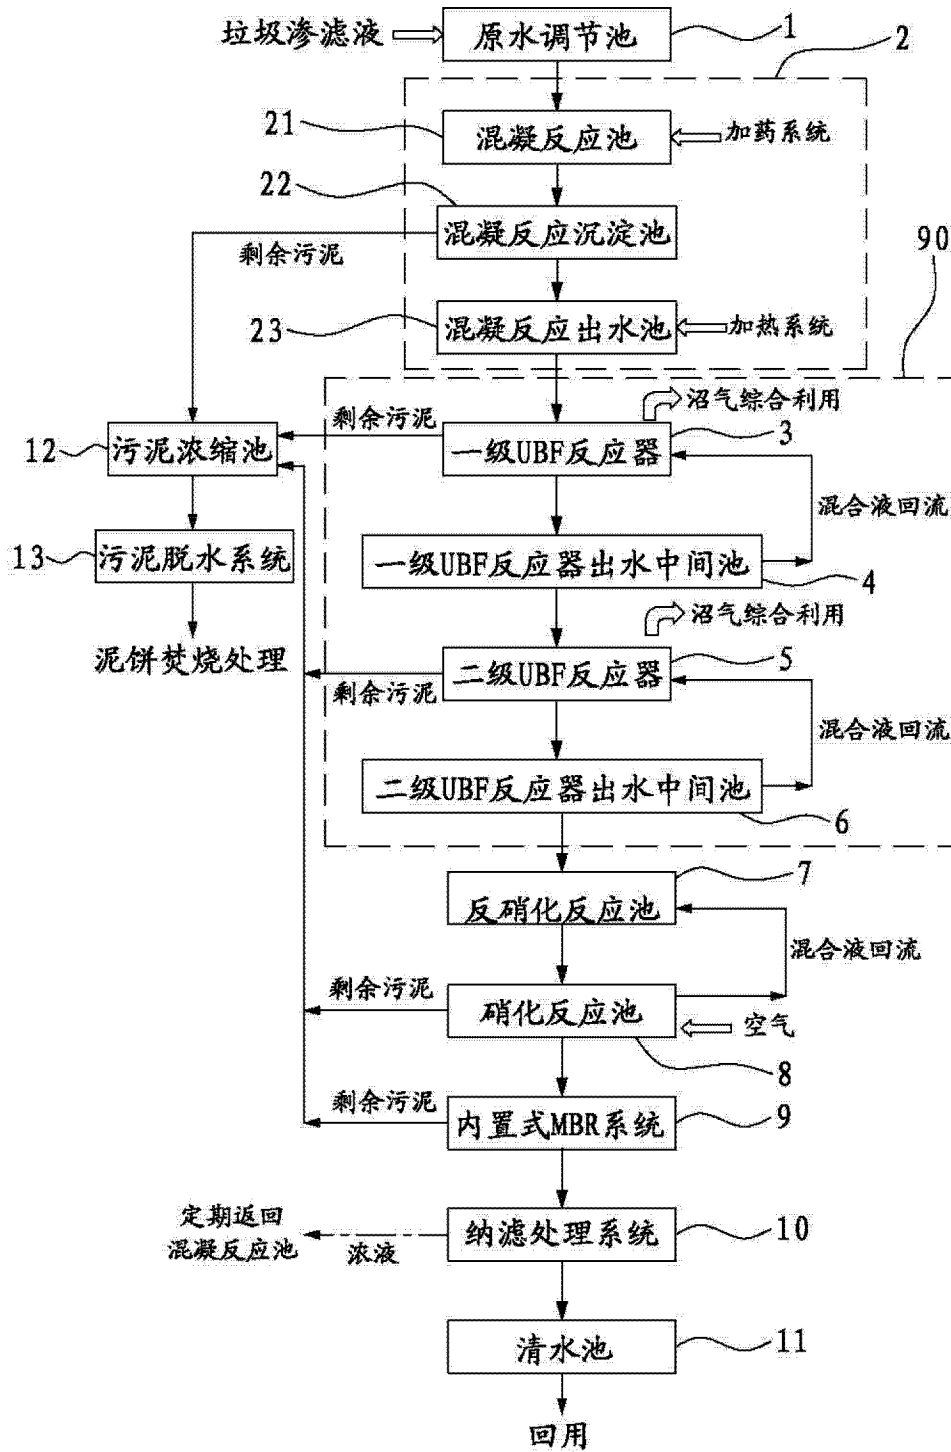 垃圾渗滤液
原水调节池
1
2
21
混凝反应池
加药系统
22
混凝反应沉淀池
剩余污泥
90
23
混凝反应出水池
加热系统
沼气综合利用
剩余污泥
3
12
污泥浓缩池
一级UBF反应器
混合液回流
13
污泥脱水系统
一级UBF反应器出水中间池
4
沼气综合利用
泥饼焚烧处理
剩余污泥
二级UBF反应器
5
混合液回流
二级UBF反应器出水中间池
6
7
反硝化反应池
混合液回流
剩余污泥
硝化反应池
空气
8
剩余污泥
内置式MBR系统
9
定期返回
混凝反应池
浓液
纳滤处理系统
10
清水池
11
回用